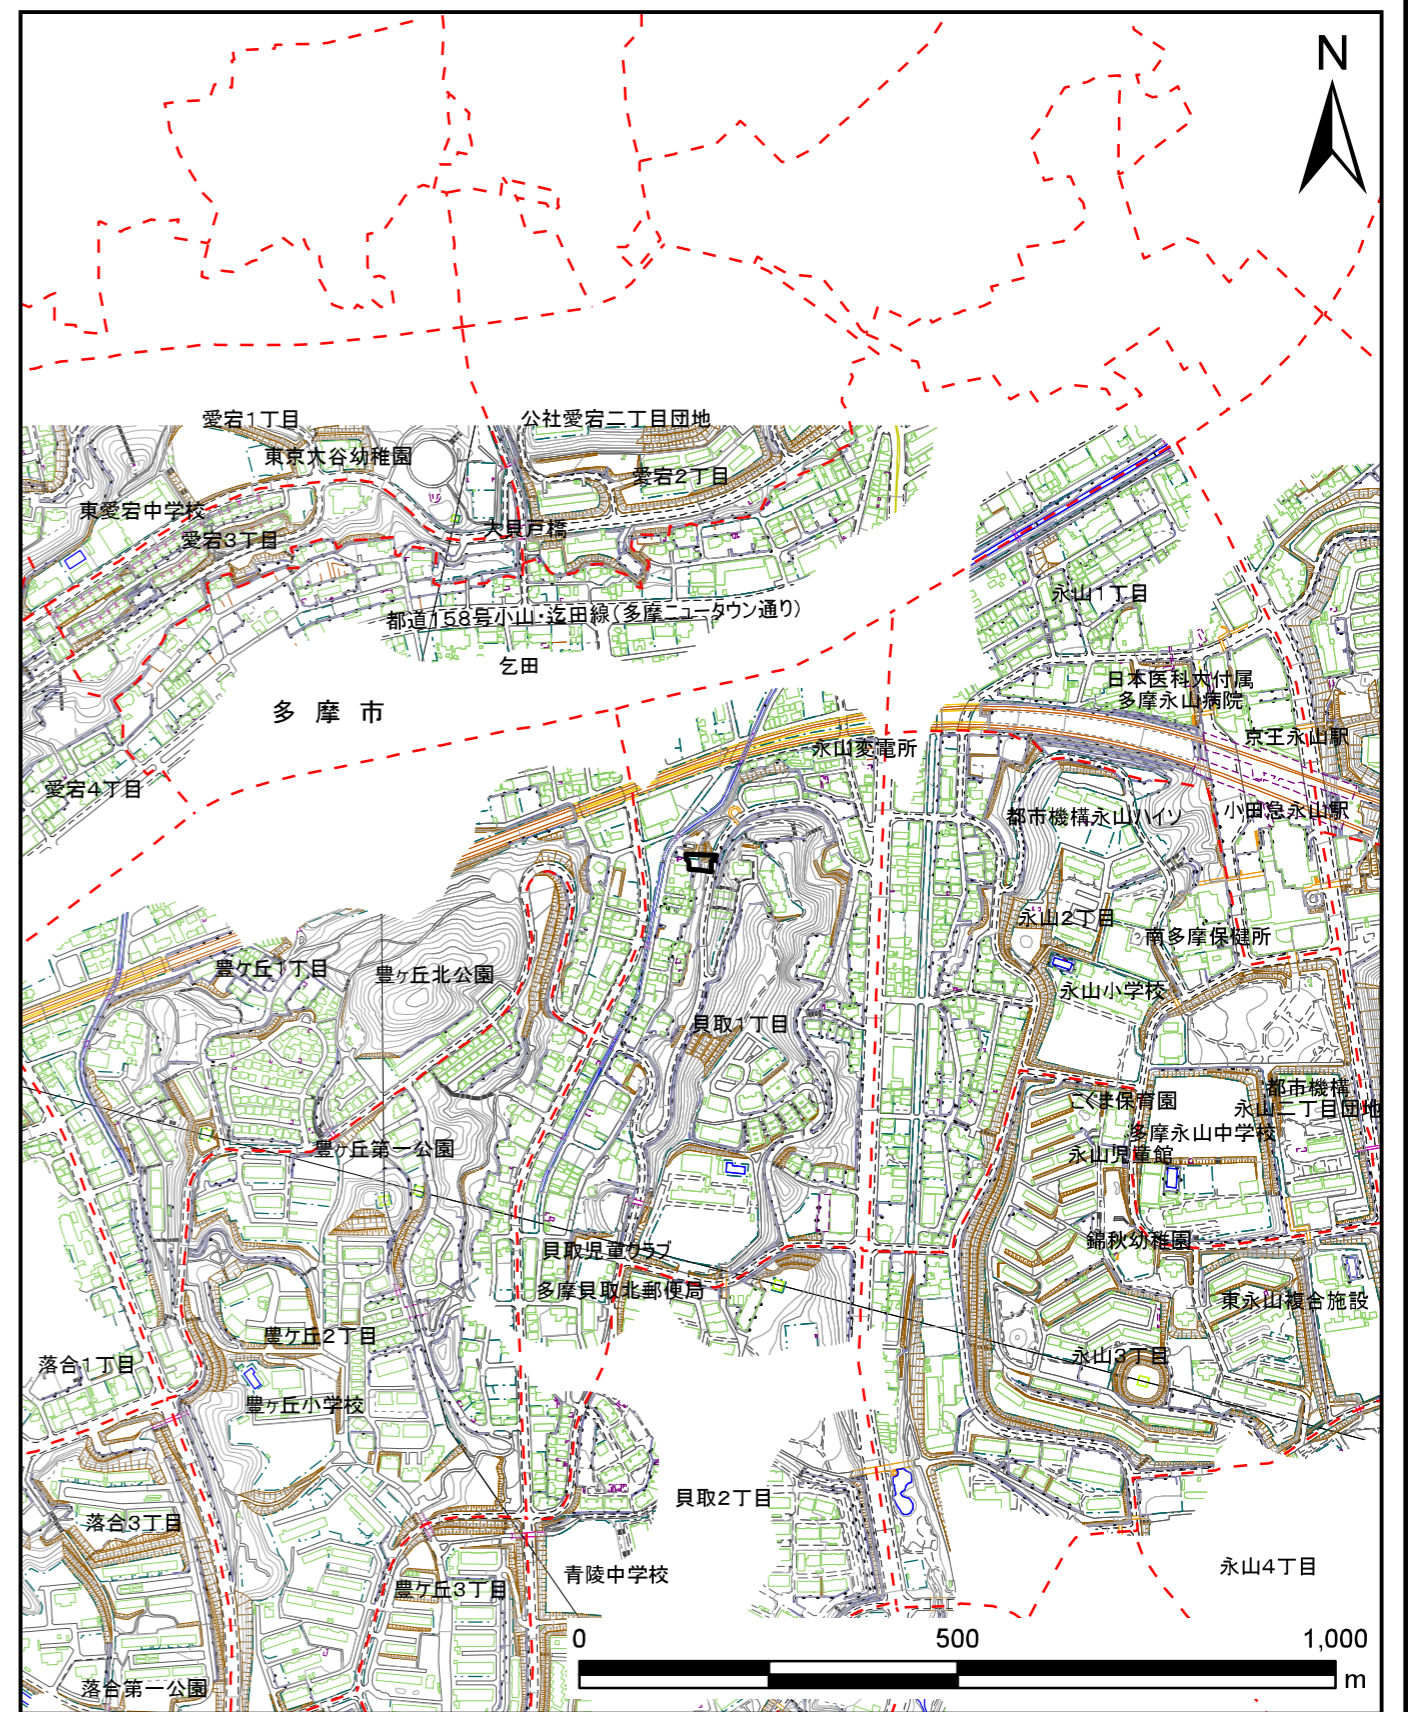 N
愛宕1丁目
公社愛宕二丁目団地
東京大谷幼稚園
愛宕2丁目
東愛宕中学校
大貝戸橋
愛宕3丁目
永山1丁目
都道158号小山・乞田線(多摩ニュータウン通り)
乞田
日本医科大付属
多摩永山病院
多摩市
京王永山駅
永山変電所
愛宕4丁目
都市機構永山ハイツ
小田急永山駅
永山2丁目
南多摩保健所
豊ケ丘1丁目
豊ヶ丘北公園
永山小学校
貝取1丁目
都市機構
永山二丁目団地
こぐま保育園
多摩永山中学校
豊ヶ丘第一公園
永山児童館
錦秋幼稚園
貝取児童クラブ
多摩貝取北郵便局
東永山複合施設
豊ケ丘2丁目
落合1丁目
永山3丁目
豊ヶ丘小学校
貝取2丁目
落合3丁目
青陵中学校
永山4丁目
豊ケ丘3丁目
0
500
1,000
m
落合第一公園